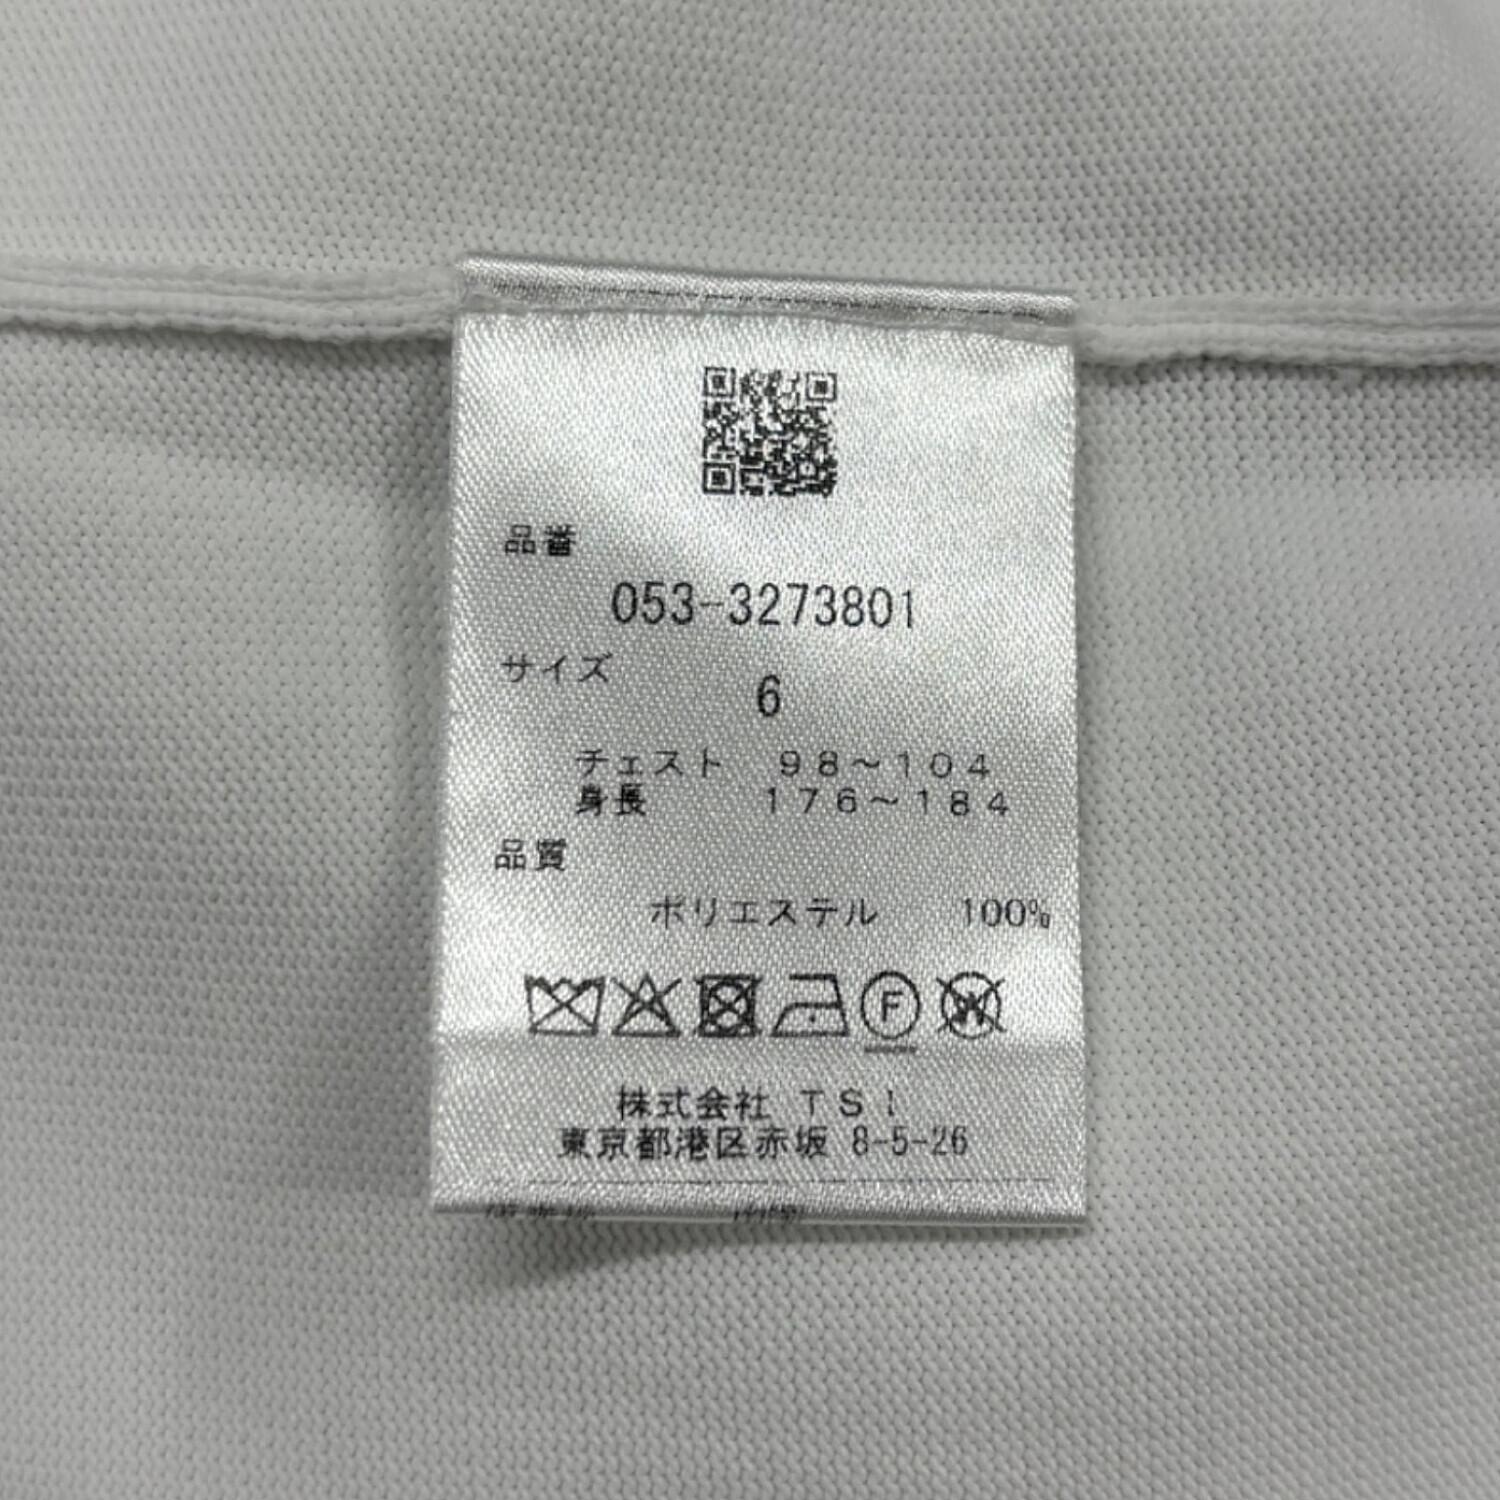 品番
053-3273801
サイズ
6
チェスト 98~104
身長 176~184
品質
ポリエステル 100%
F
W
株式会社 TSI
東京都港区赤坂 8-5-26